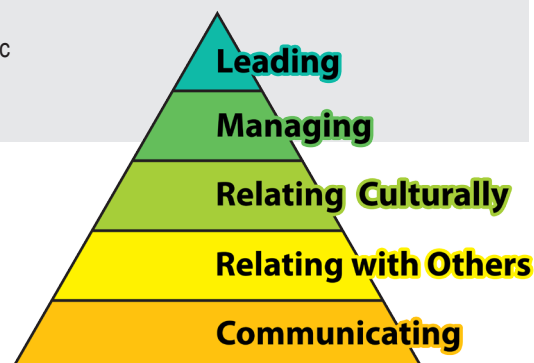 c
Leading
Managing
Relating Culturally
Relating with Others
Communicating